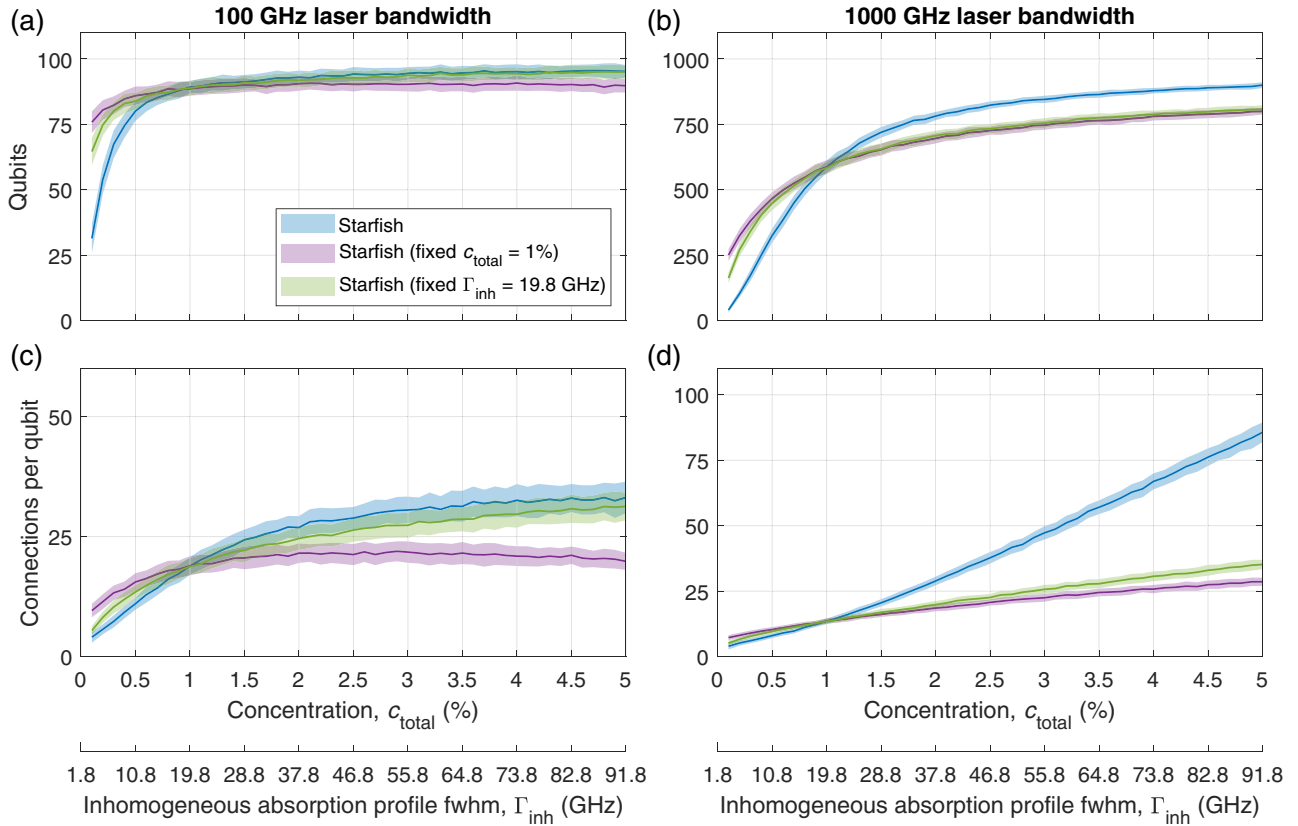 (a)
100 GHz laser bandwidth
100
75
50
25
0
Qubits
Starfish
Starfish (fixed c_total = 1%)
Starfish (fixed Γ_inh = 19.8 GHz)
(b)
1000 GHz laser bandwidth
1000
750
500
250
0
(c)
50
25
0
Connections per qubit
0 0.5 1 1.5 2 2.5 3 3.5 4 4.5 5
Concentration, c_total (%)
1.8 10.8 19.8 28.8 37.8 46.8 55.8 64.8 73.8 82.8 91.8
Inhomogeneous absorption profile fwhm, Γ_inh (GHz)
(d)
100
75
50
25
0
0 0.5 1 1.5 2 2.5 3 3.5 4 4.5 5
Concentration, c_total (%)
1.8 10.8 19.8 28.8 37.8 46.8 55.8 64.8 73.8 82.8 91.8
Inhomogeneous absorption profile fwhm, Γ_inh (GHz)